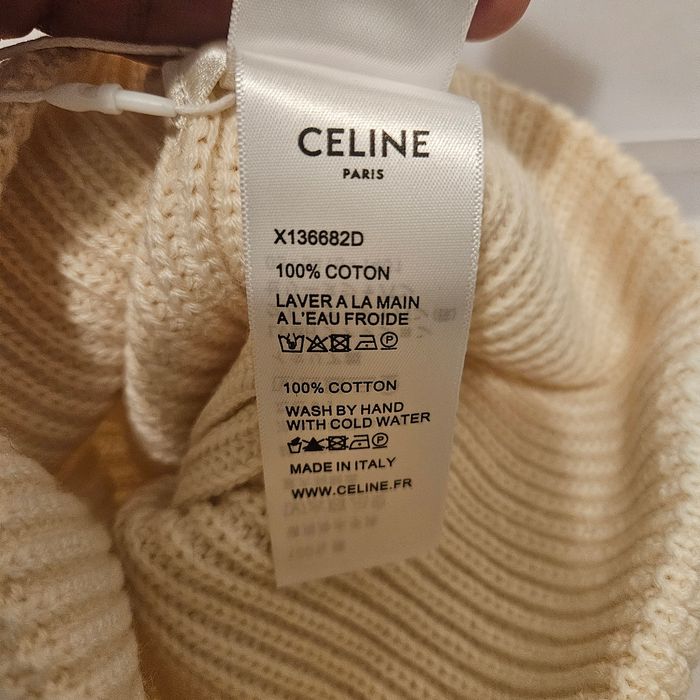 CELINE
PARIS
X136682D
100% COTON
LAVER A LA MAIN
A L'EAU FROIDE
100% COTTON
WASH BY HAND
WITH COLD WATER
MADE IN ITALY
WWW.CELINE.FR